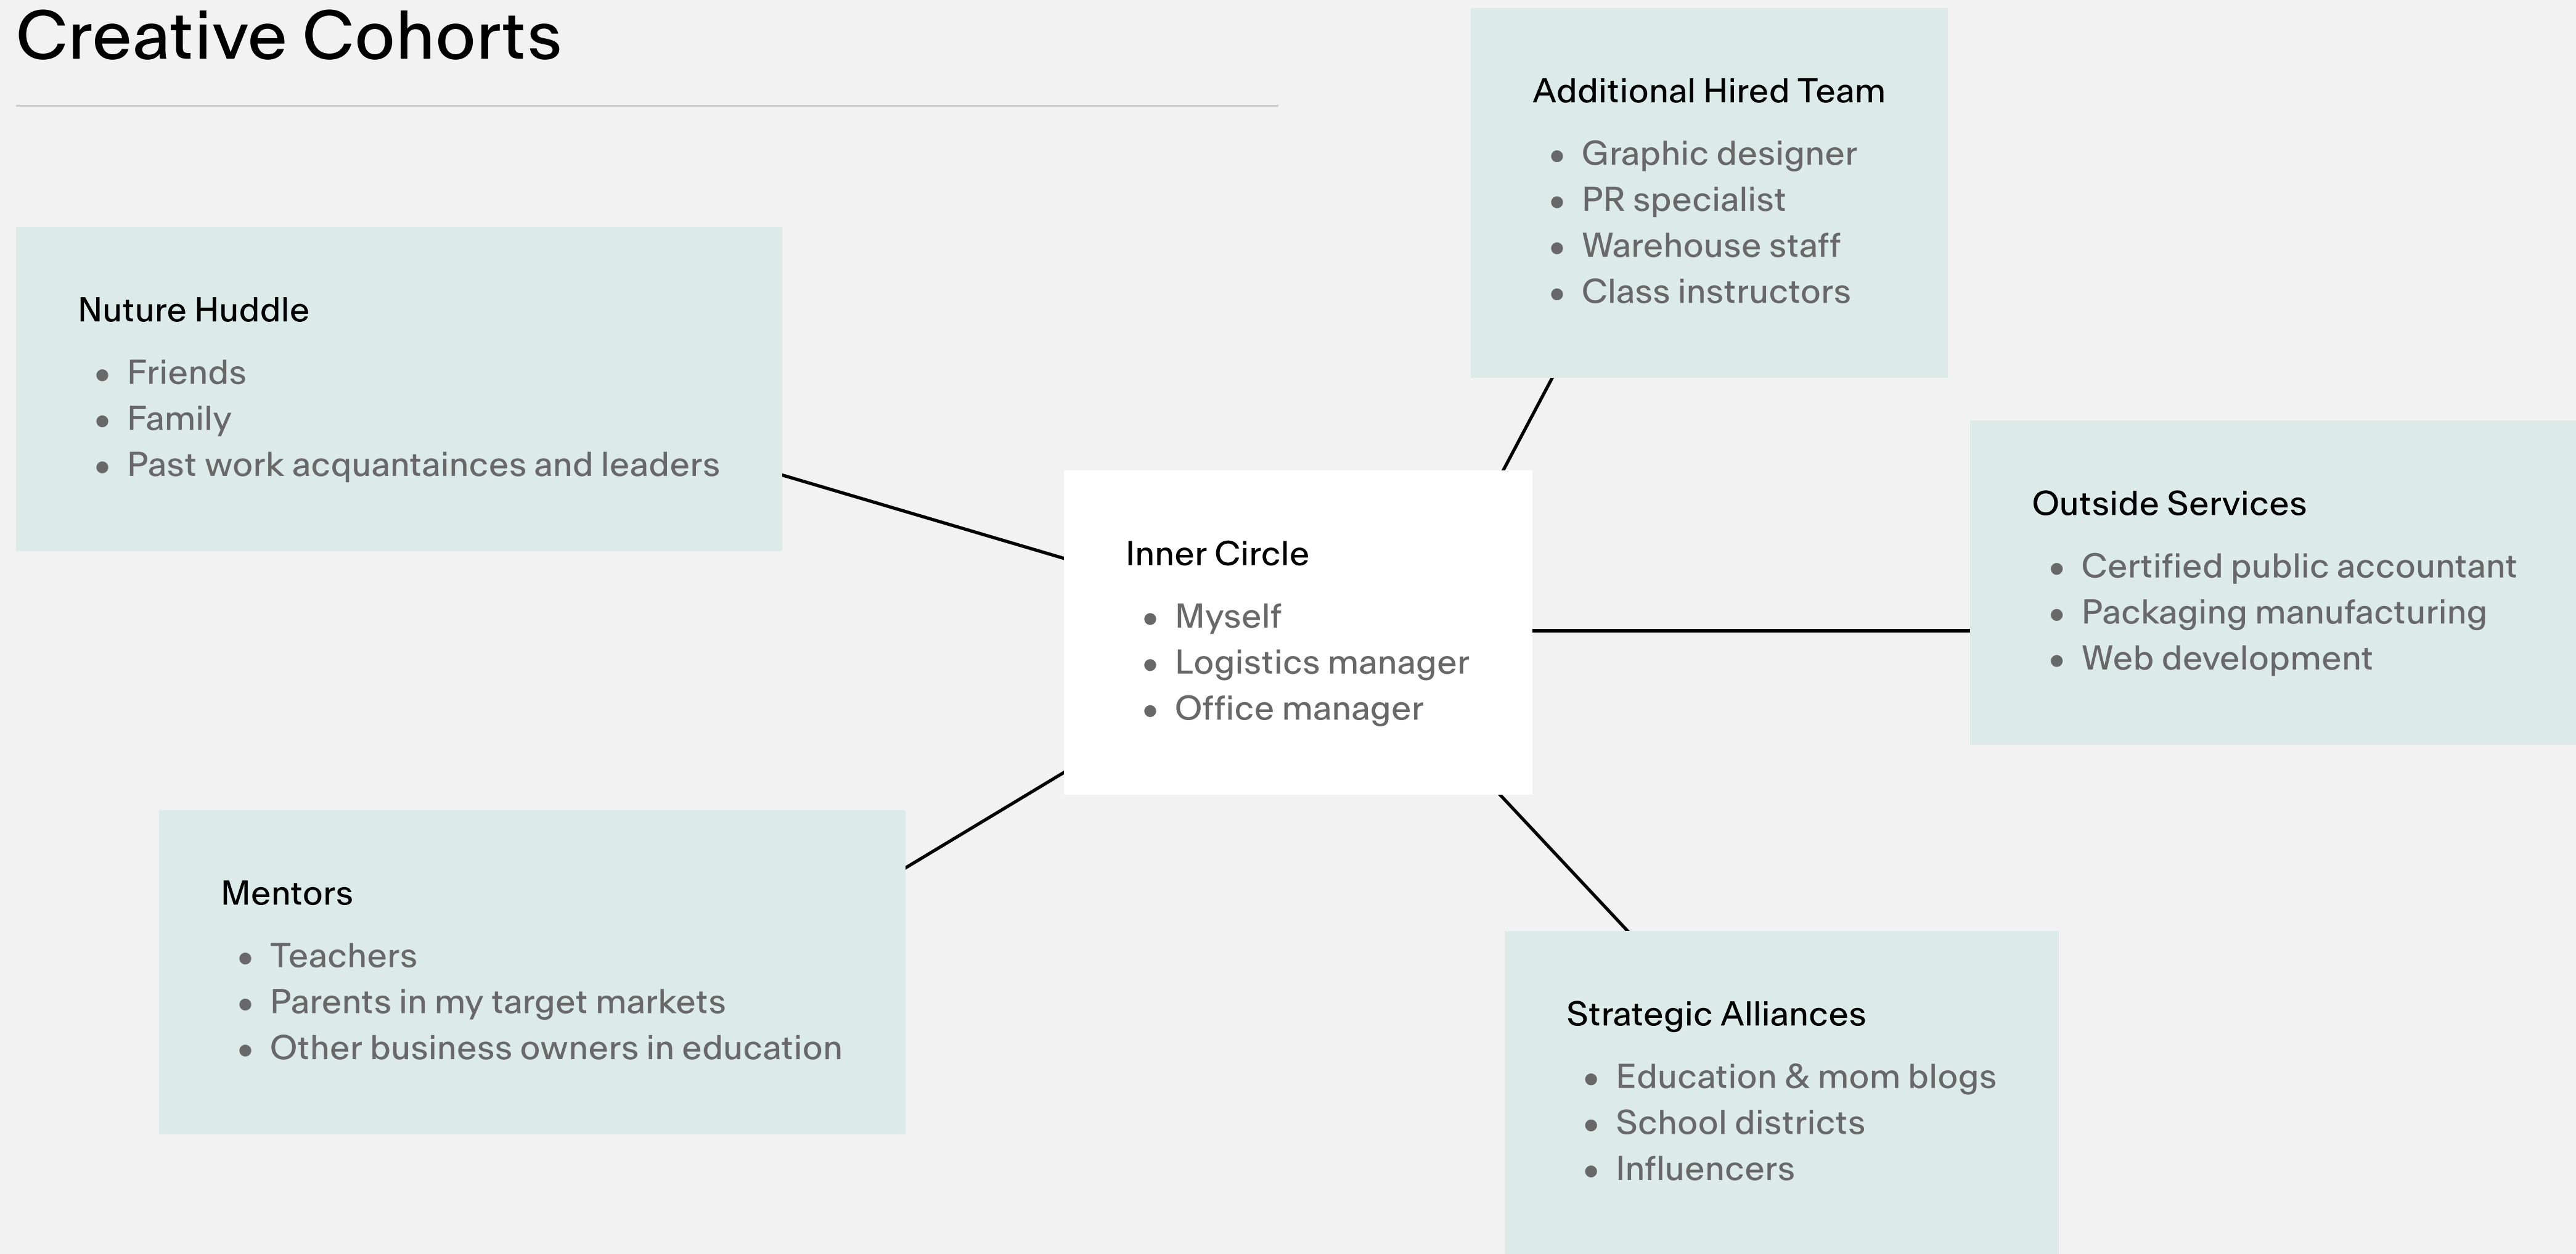 Creative Cohorts
Additional Hired Team
Graphic designer
PR specialist
Warehouse staff
Class instructors
Nuture Huddle
Friends
Family
Past work acquantainces and leaders
Inner Circle
Myself
Logistics manager
Office manager
Outside Services
Certified public accountant
Packaging manufacturing
Web development
Mentors
Teachers
Parents in my target markets
Other business owners in education
Strategic Alliances
Education & mom blogs
School districts
Influencers